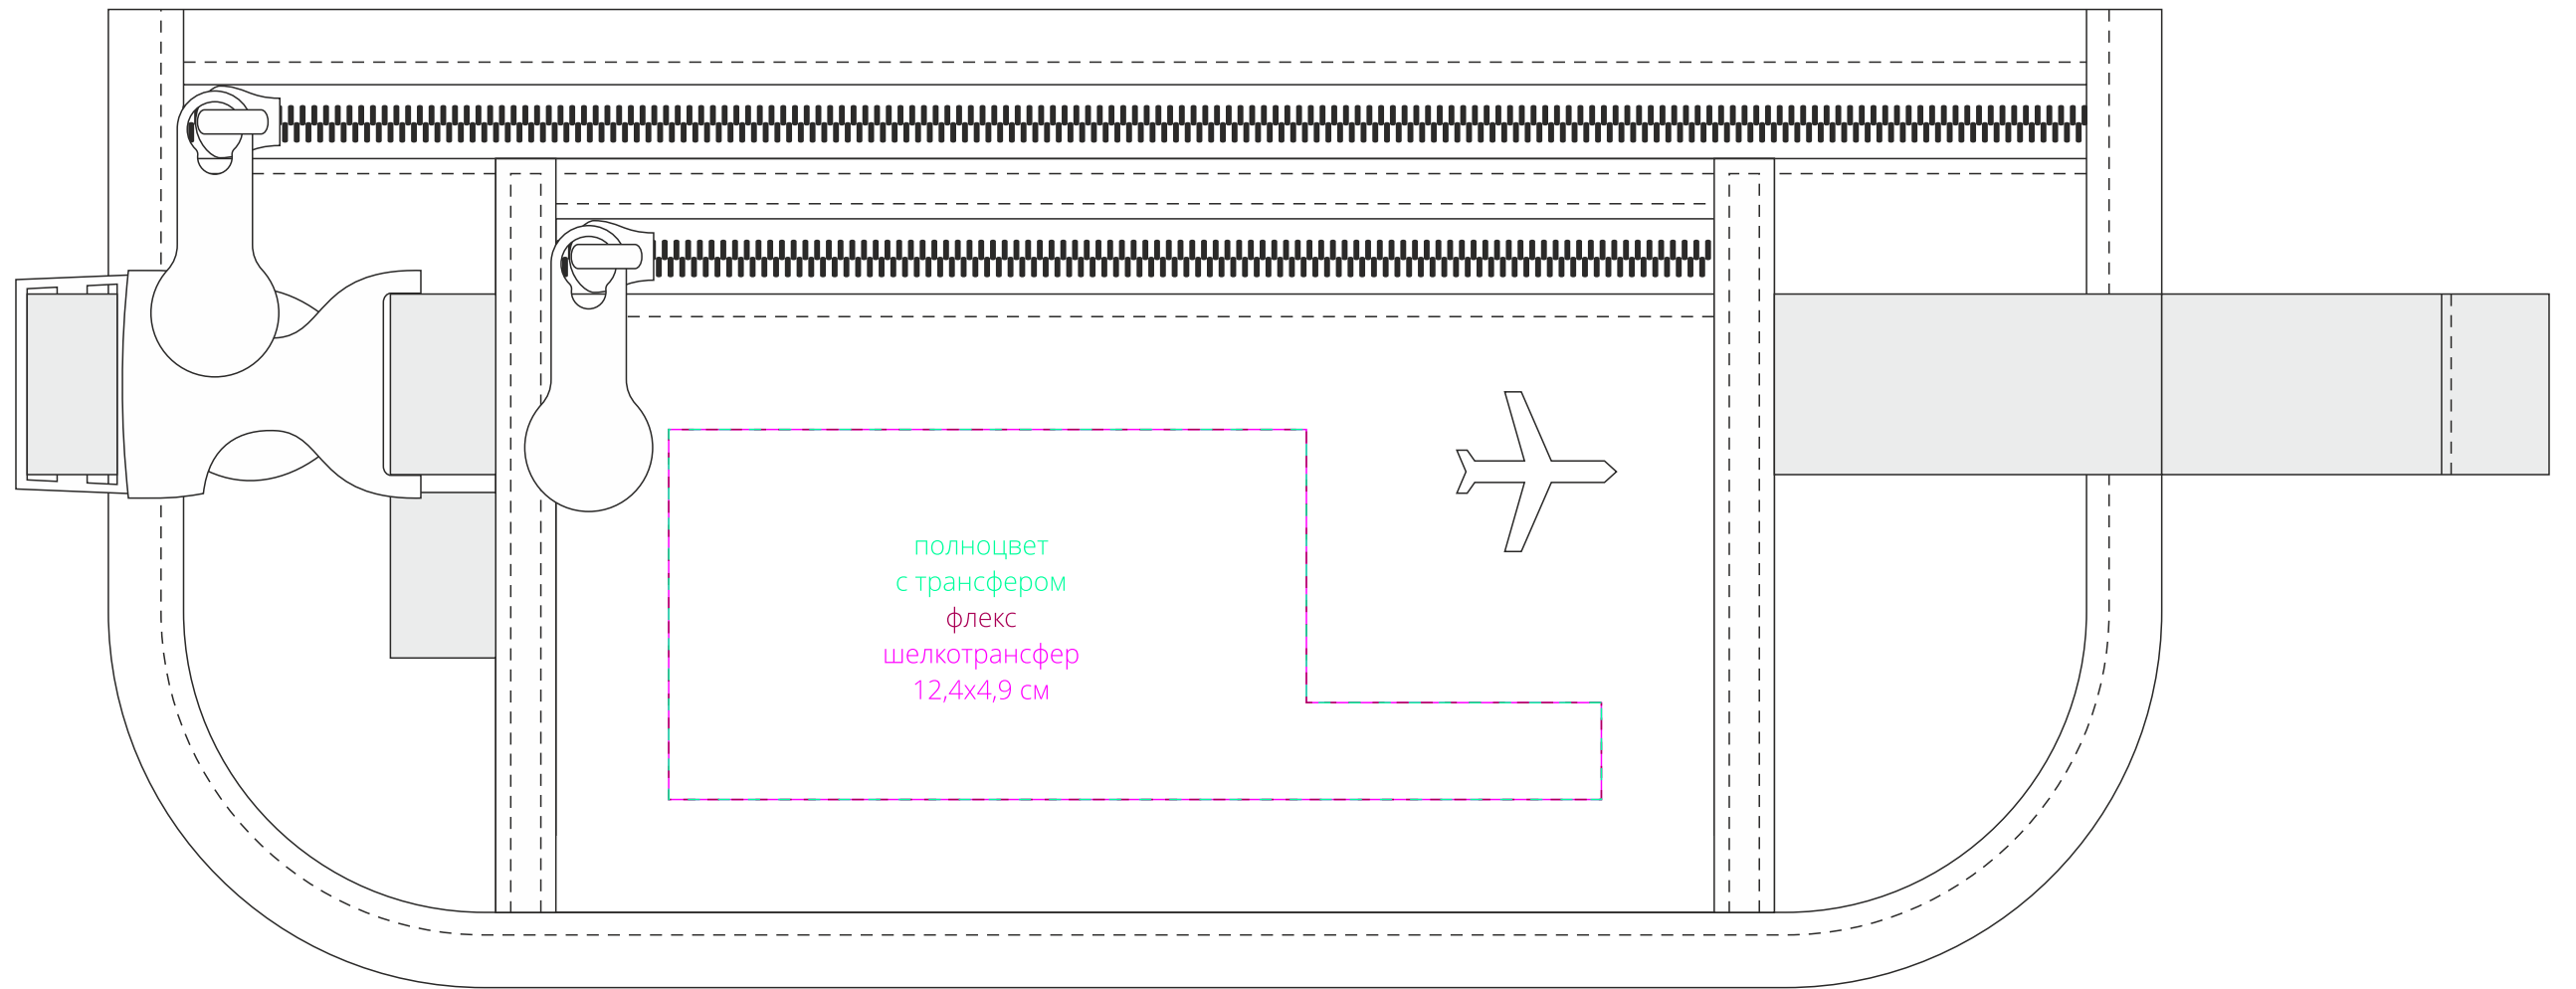 полноцвет
с трансфером
флекс
шелкотрансфер
12,4х4,9 см